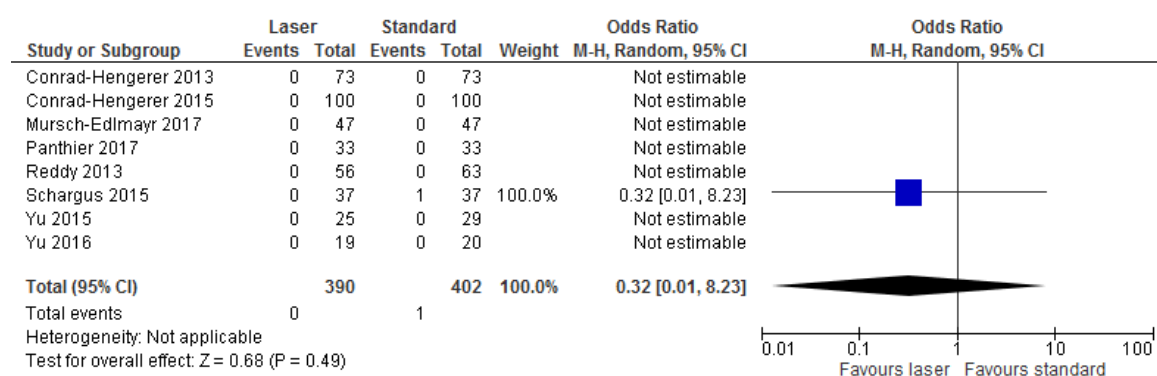 Laser Standard Odds Ratio Odds Ratio
Study or Subgroup Events Total Events Total Weight M-H, Random, 95% CI M-H, Random, 95% CI
Conrad-Hengerer 2013 0 73 0 73 Not estimable
Conrad-Hengerer 2015 0 100 0 100 Not estimable
Mursch-Edlmayr 2017 0 47 0 47 Not estimable
Panthier 2017 0 33 0 33 Not estimable
Reddy 2013 0 56 0 63 Not estimable
Schargus 2015 0 37 1 37 100.0% 0.32 [0.01, 8.23]
Yu 2015 0 25 0 29 Not estimable
Yu 2016 0 19 0 20 Not estimable
Total (95% CI) 390 402 100.0% 0.32 [0.01, 8.23]
Total events 0 1
Heterogeneity: Not applicable
Test for overall effect: Z = 0.68 (P = 0.49)
0.01 0.1 1 10 100
Favours laser Favours standard